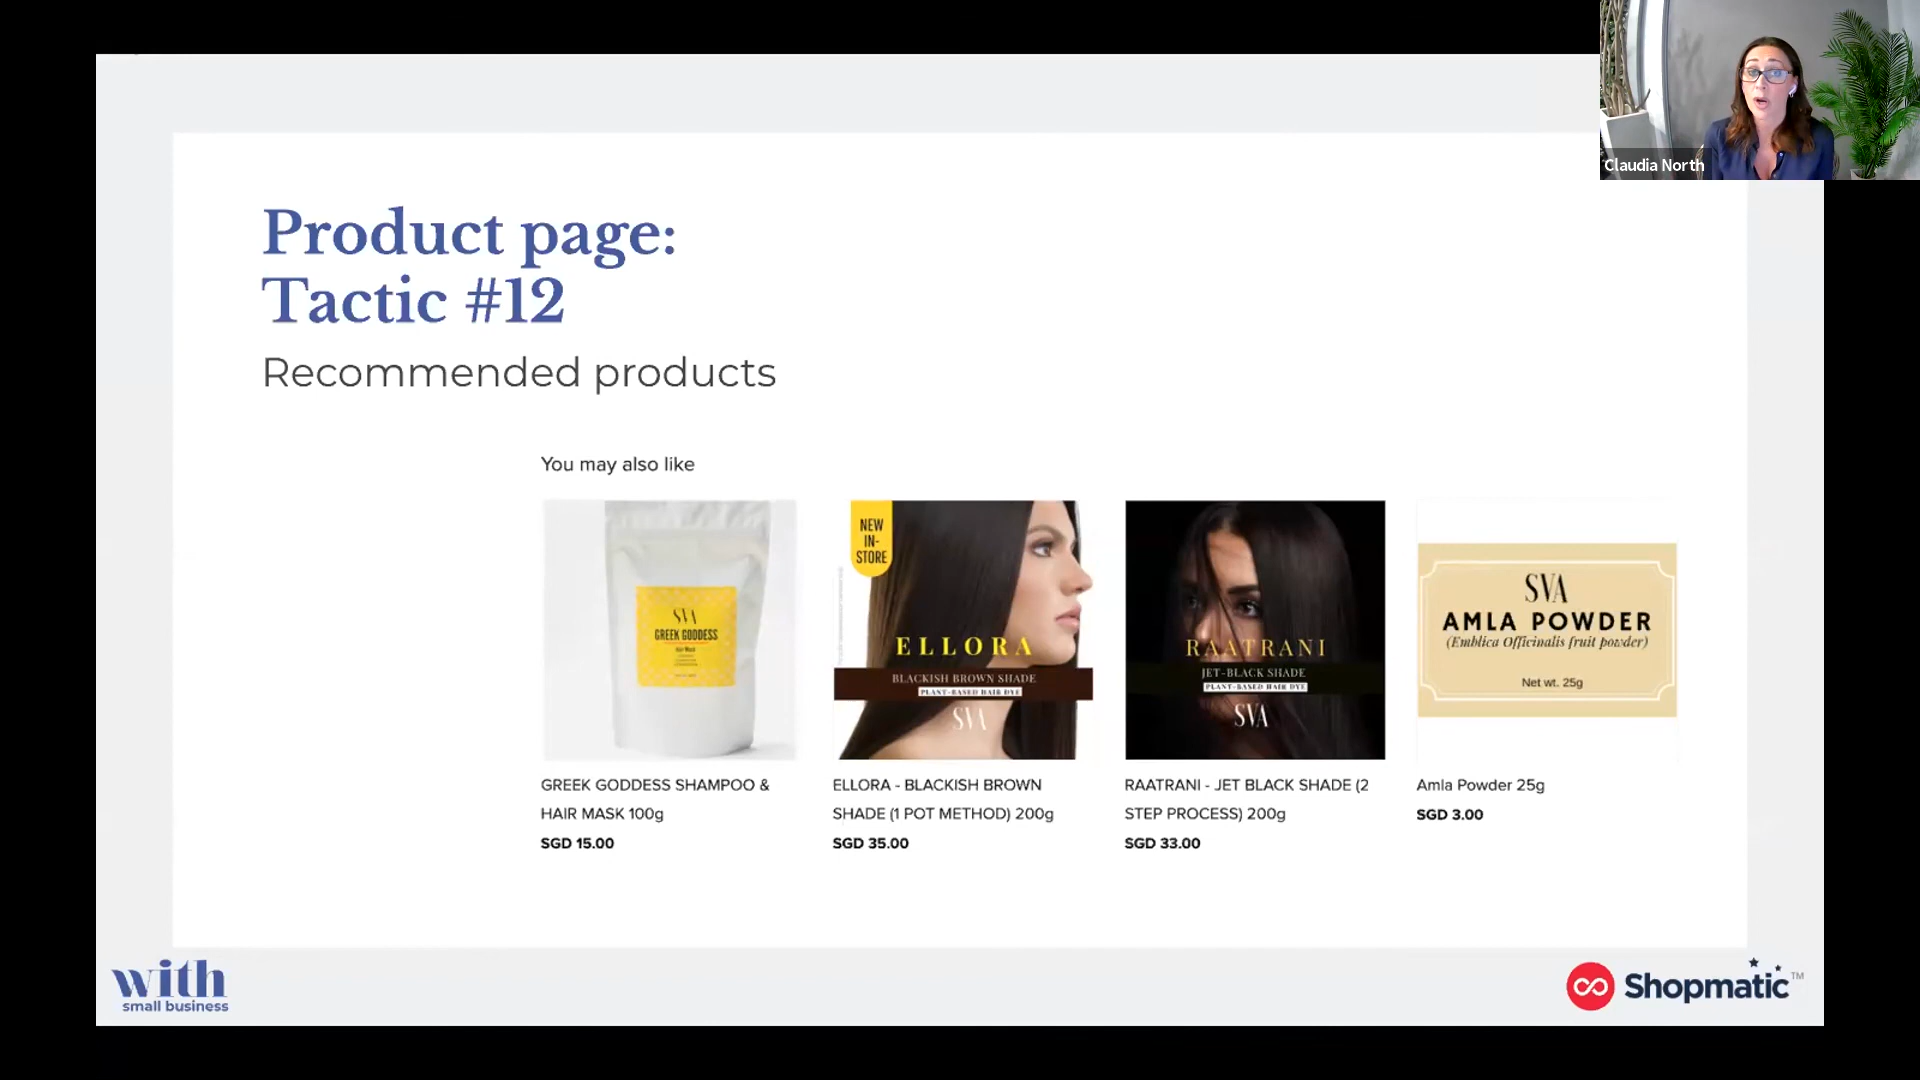 Claudia North
Product page:
Tactic #12
Recommended products
You may also like
SVA
GREEK GODDESS
Hair Mask
NEW
IN-
STORE
ELLORA
BLACKISH BROWN SHADE
PLANT-BASED HAIR DYE
SVA
RAATRANI
JET-BLACK SHADE
PLANT-BASED HAIR DYE
SVA
SVA
AMLA POWDER
(Emblica Officinalis fruit powder)
Net wt. 25g
GREEK GODDESS SHAMPOO &
HAIR MASK 100g
SGD 15.00
ELLORA - BLACKISH BROWN
SHADE (1 POT METHOD) 200g
SGD 35.00
RAATRANI - JET BLACK SHADE (2
STEP PROCESS) 200g
SGD 33.00
Amla Powder 25g
SGD 3.00
with
small business
Shopmatic™